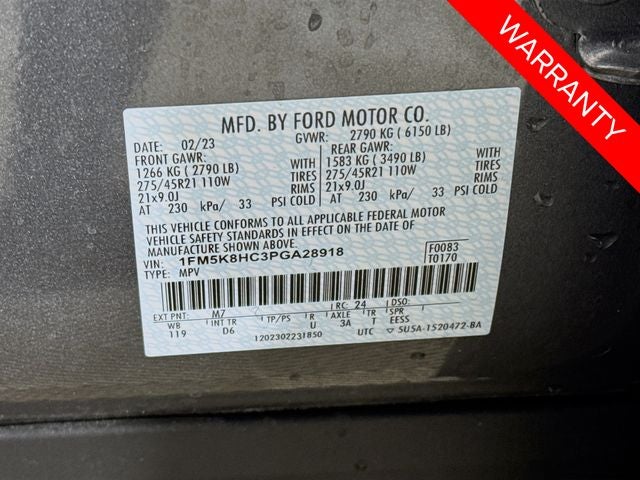 WARRANTY
MFD. BY FORD MOTOR CO.
DATE: 02/23 GVWR: 2790 KG ( 6150 LB)
FRONT GAWR: REAR GAWR:
1266 KG ( 2790 LB) WITH 1583 KG ( 3490 LB) WITH
275/45R21 110W TIRES 275/45R21 110W TIRES
21x9.0J RIMS 21x9.0J RIMS
AT 230 kPa/ 33 PSI COLD AT 230 kPa/ 33 PSI COLD
THIS VEHICLE CONFORMS TO ALL APPLICABLE FEDERAL MOTOR
VEHICLE SAFETY STANDARDS IN EFFECT ON THE DATE OF
MANUFACTURE SHOWN ABOVE.
VIN: 1FM5K8HC3PGA28918 F0083
TYPE: MPV T0170
EXT PNT: M7 RC: 24 DSO:
WB INT TR TP/PS R AXLE TR SPR
119 D6 U 3A T EESS
1202302231850 UTC 5U5A-1520472-BA